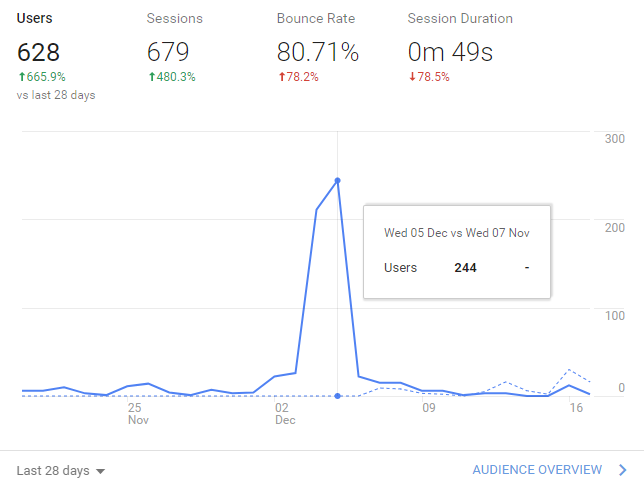 Users Sessions Bounce Rate Session Duration
628 679 80.71% 0m 49s
↑665.9% ↑480.3% ↑78.2% ↓78.5%
vs last 28 days
300
200
Wed 05 Dec vs Wed 07 Nov
Users 244 -
100
0
25 02 09 16
Nov Dec
Last 28 days AUDIENCE OVERVIEW